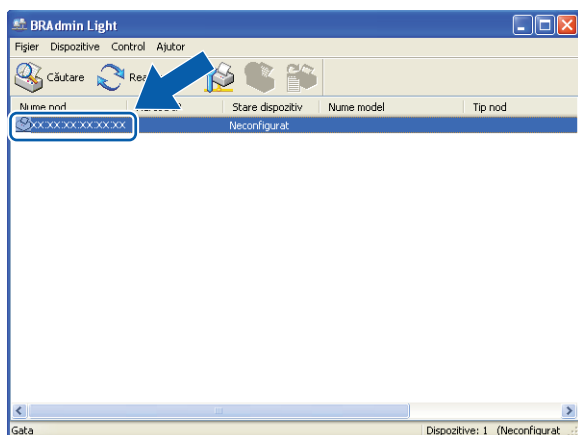 BRAdmin Light
Fişier Dispozitive Control Ajutor
Căutare
Nume nod Stare dispozitiv Nume model Tip nod
XX:XX:XX:XX:XX:XX Neconfigurat
Gata Dispozitive: 1 (Neconfigurat